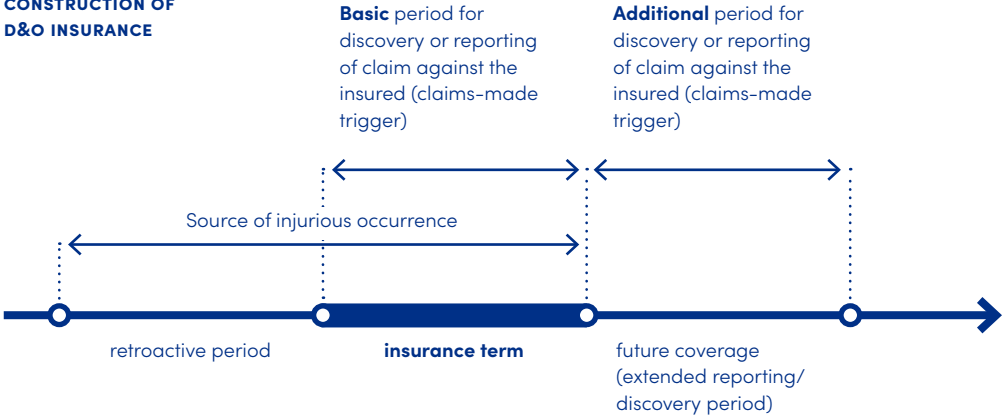 CONSTRUCTION OF
D&O INSURANCE
Basic period for
discovery or reporting
of claim against the
insured (claims-made
trigger)
Additional period for
discovery or reporting
of claim against the
insured (claims-made
trigger)
Source of injurious occurrence
retroactive period
insurance term
future coverage
(extended reporting/
discovery period)